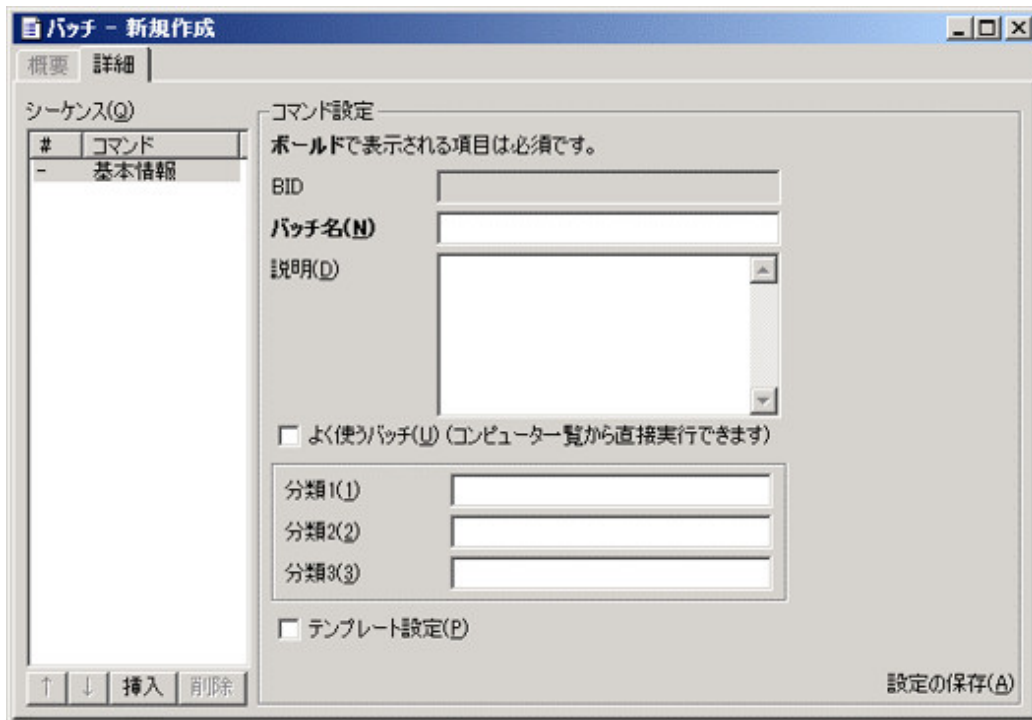 バッチ - 新規作成
概要 詳細
シーケンス(Q)
# コマンド
- 基本情報
↑ ↓ 挿入 削除
コマンド設定
ボールドで表示される項目は必須です。
BID
バッチ名(N)
説明(D)
よく使うバッチ(U) (コンピューター覧から直接実行できます)
分類1(1)
分類2(2)
分類3(3)
テンプレート設定(P)
設定の保存(A)